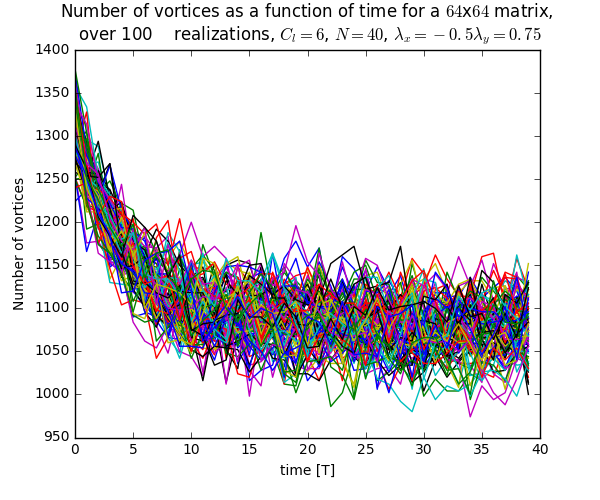 Number of vortices as a function of time for a 64x64 matrix,
over 100    realizations, C_l = 6, N = 40, λ_x = −0.5λ_y = 0.75
1400
1350
1300
1250
1200
1150
1100
1050
1000
950
Number of vortices
0 5 10 15 20 25 30 35 40
time [T]